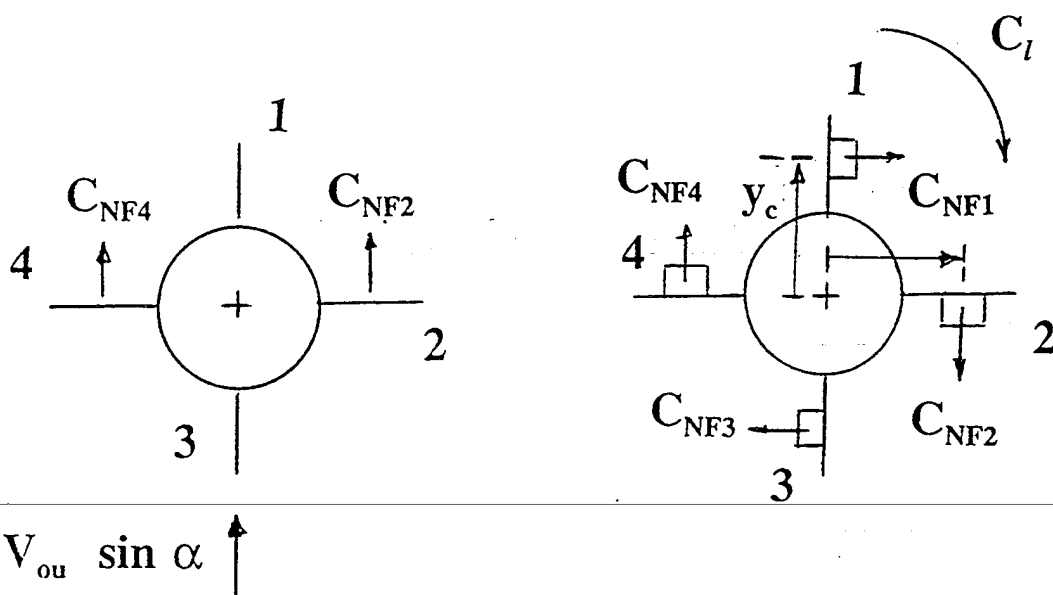 1
C_NF4
C_NF2
4
2
3
V_ou sin α
C_l
1
C_NF4
y_c
C_NF1
4
2
C_NF3
C_NF2
3